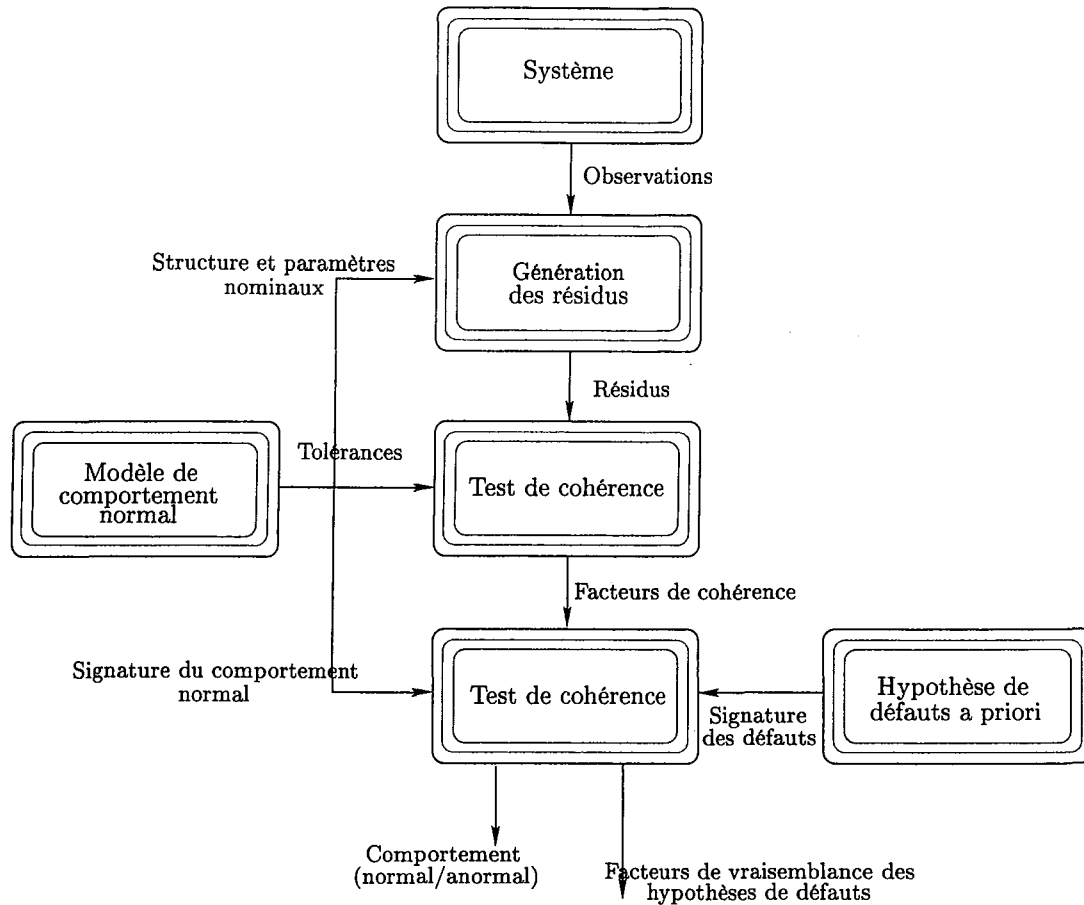 Système
Observations
Structure et paramètres
nominaux
Génération
des résidus
Résidus
Modèle de
comportement
normal
Tolérances
Test de cohérence
Facteurs de cohérence
Signature du comportement
normal
Test de cohérence
Signature
des défauts
Hypothèse de
défauts a priori
Comportement
(normal/anormal)
Facteurs de vraisemblance des
hypothèses de défauts